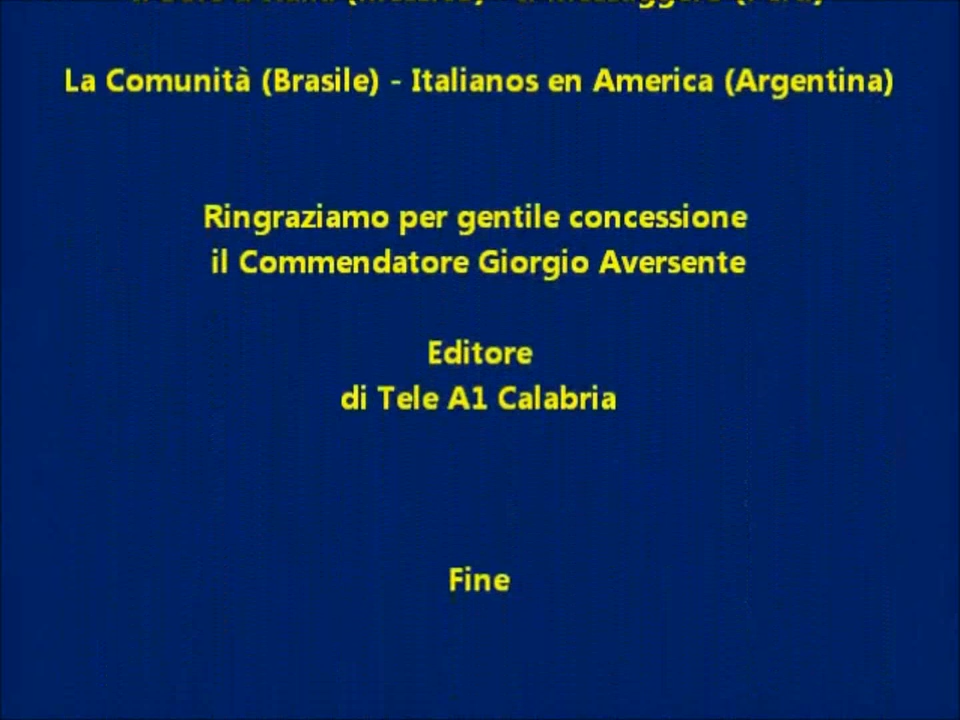 La Comunità (Brasile) - Italianos en America (Argentina)
Ringraziamo per gentile concessione
il Commendatore Giorgio Aversente
Editore
di Tele A1 Calabria
Fine